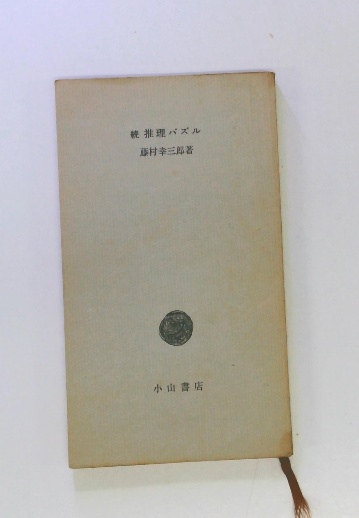 続 推理パズル
藤村幸三郎著
小山書店